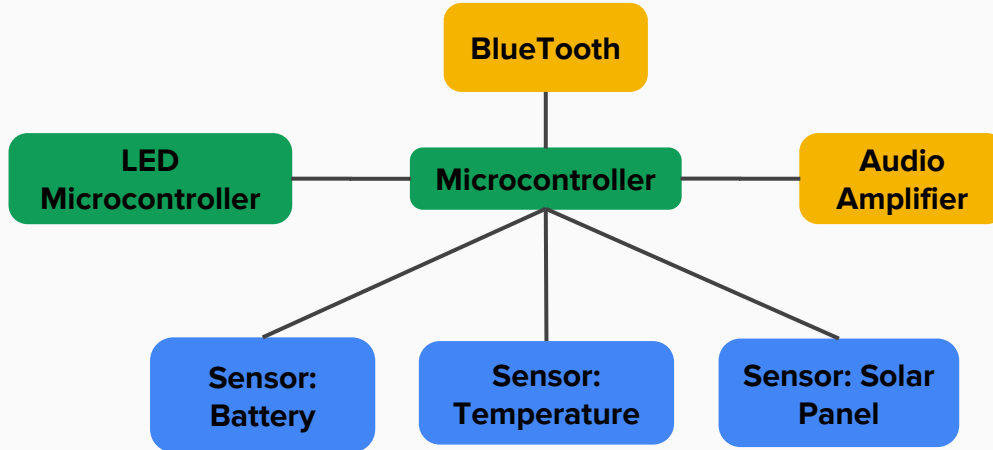 BlueTooth
LED
Microcontroller
Microcontroller
Audio
Amplifier
Sensor:
Battery
Sensor:
Temperature
Sensor: Solar
Panel